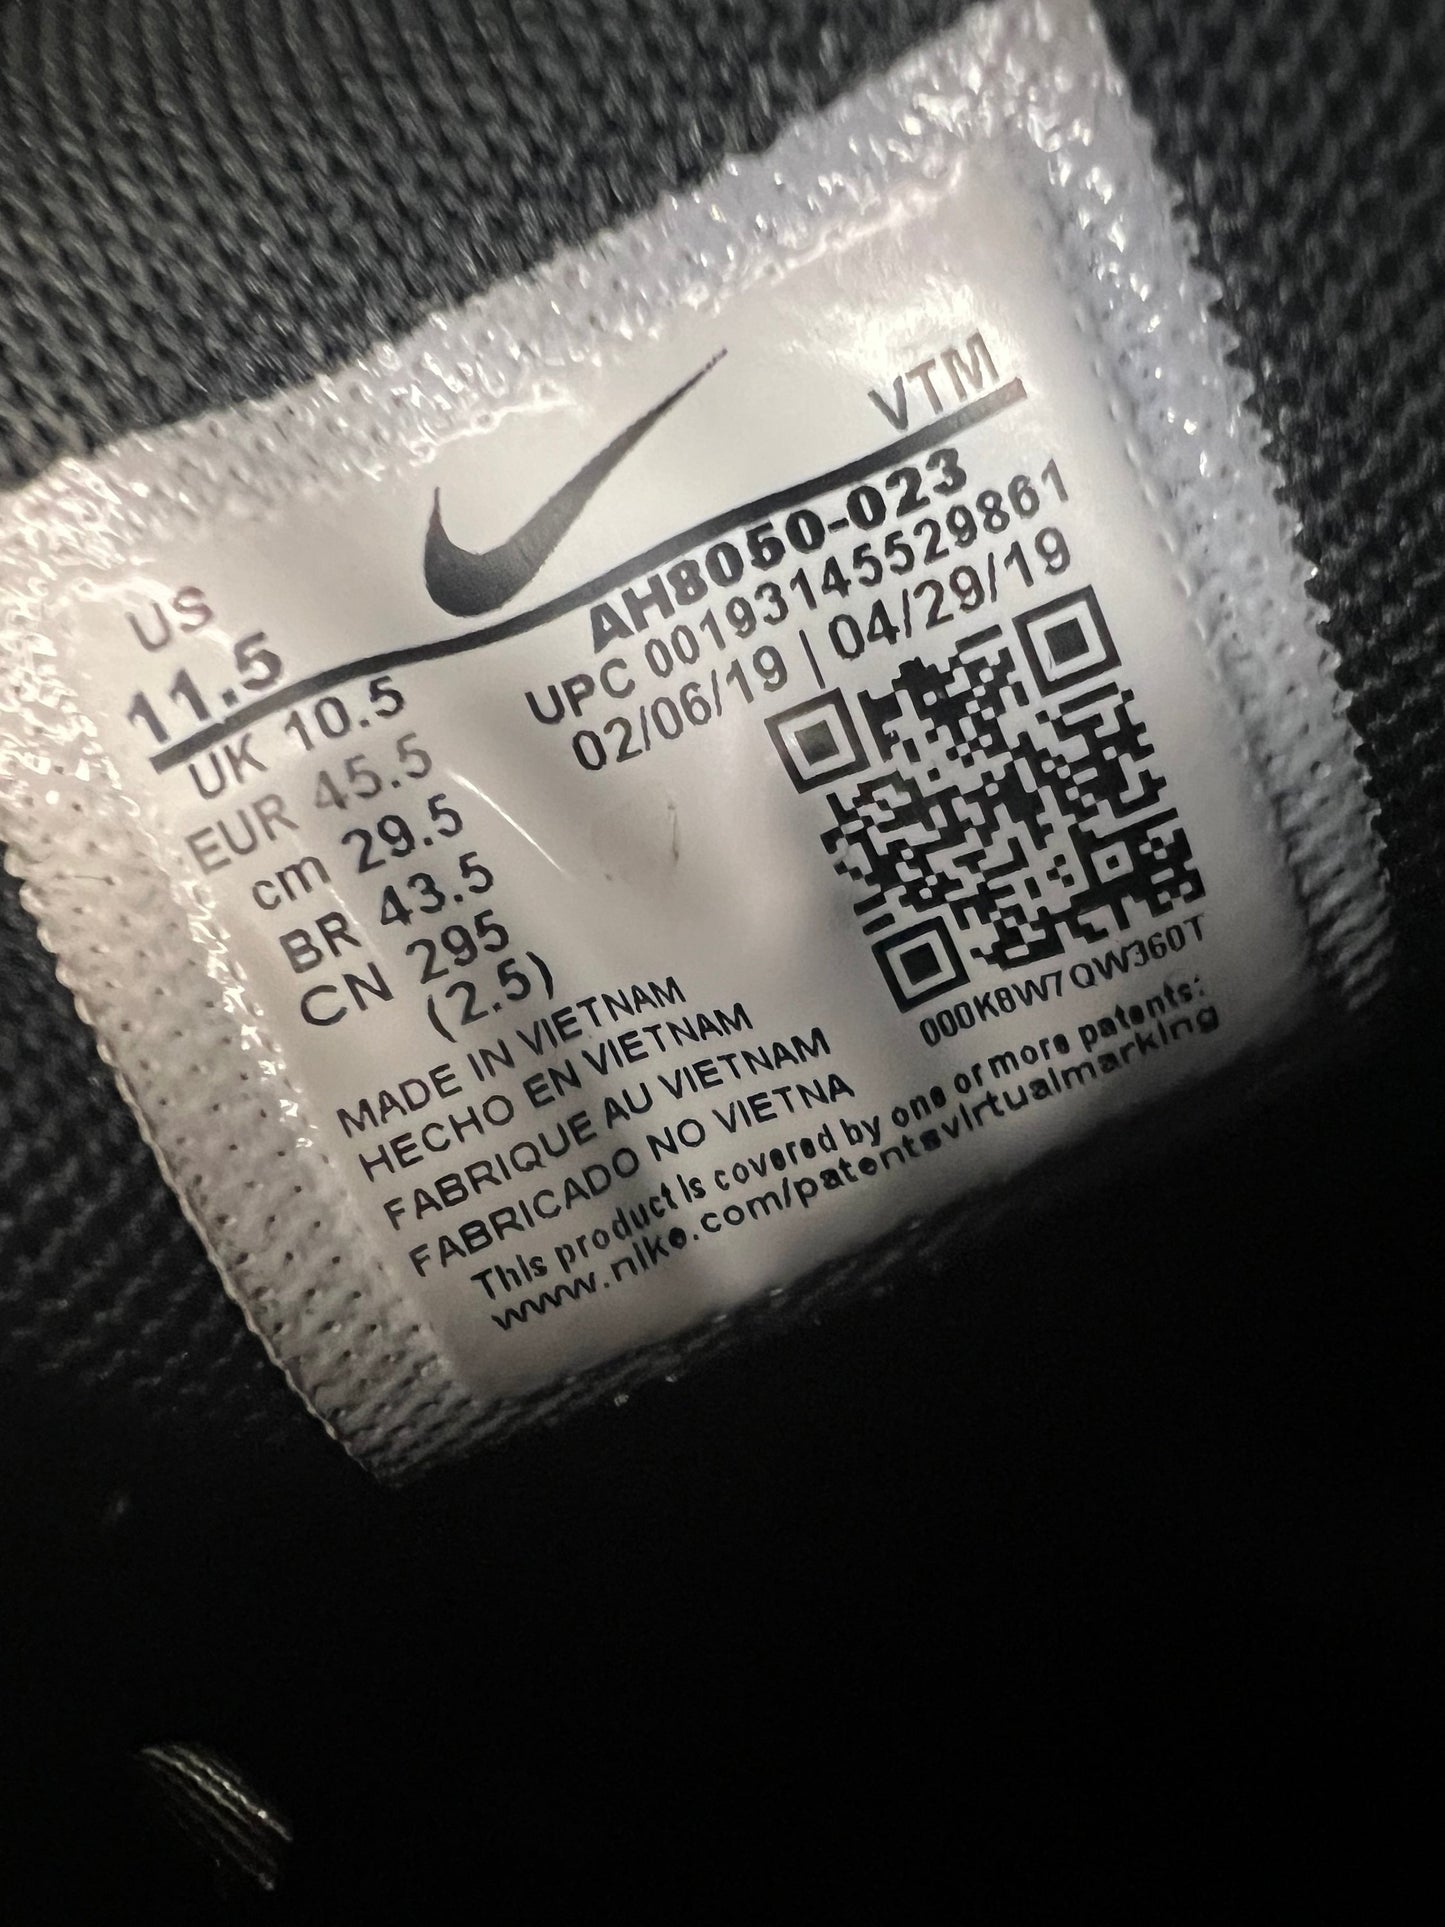 VTM
US
11.5
AH8050-023
UPC 00193145529861
02/06/19 | 04/29/19
UK 10.5
EUR 45.5
cm 29.5
BR 43.5
CN 295
(2.5)
000K8W7QW360T
MADE IN VIETNAM
HECHO EN VIETNAM
FABRIQUE AU VIETNAM
FABRICADO NO VIETNA
This product is covered by one or more patents:
www.nike.com/patentsvirtualmarking